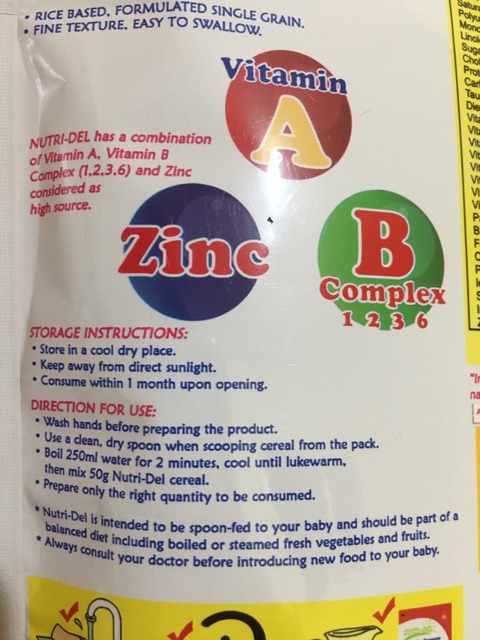 • RICE BASED, FORMULATED SINGLE GRAIN.
• FINE TEXTURE, EASY TO SWALLOW.
Vitamin
A
NUTRI-DEL has a combination
of Vitamin A, Vitamin B
Complex (1,2,3,6) and Zinc
considered as
high source.
Zinc
B
Complex
1 2 3 6
STORAGE INSTRUCTIONS:
• Store in a cool dry place.
• Keep away from direct sunlight.
• Consume within 1 month upon opening.
DIRECTION FOR USE:
• Wash hands before preparing the product.
• Use a clean, dry spoon when scooping cereal from the pack.
• Boil 250ml water for 2 minutes, cool until lukewarm,
then mix 50g Nutri-Del cereal.
• Prepare only the right quantity to be consumed.
* Nutri-Del is intended to be spoon-fed to your baby and should be part of a
balanced diet including boiled or steamed fresh vegetables and fruits.
* Always consult your doctor before introducing new food to your baby.